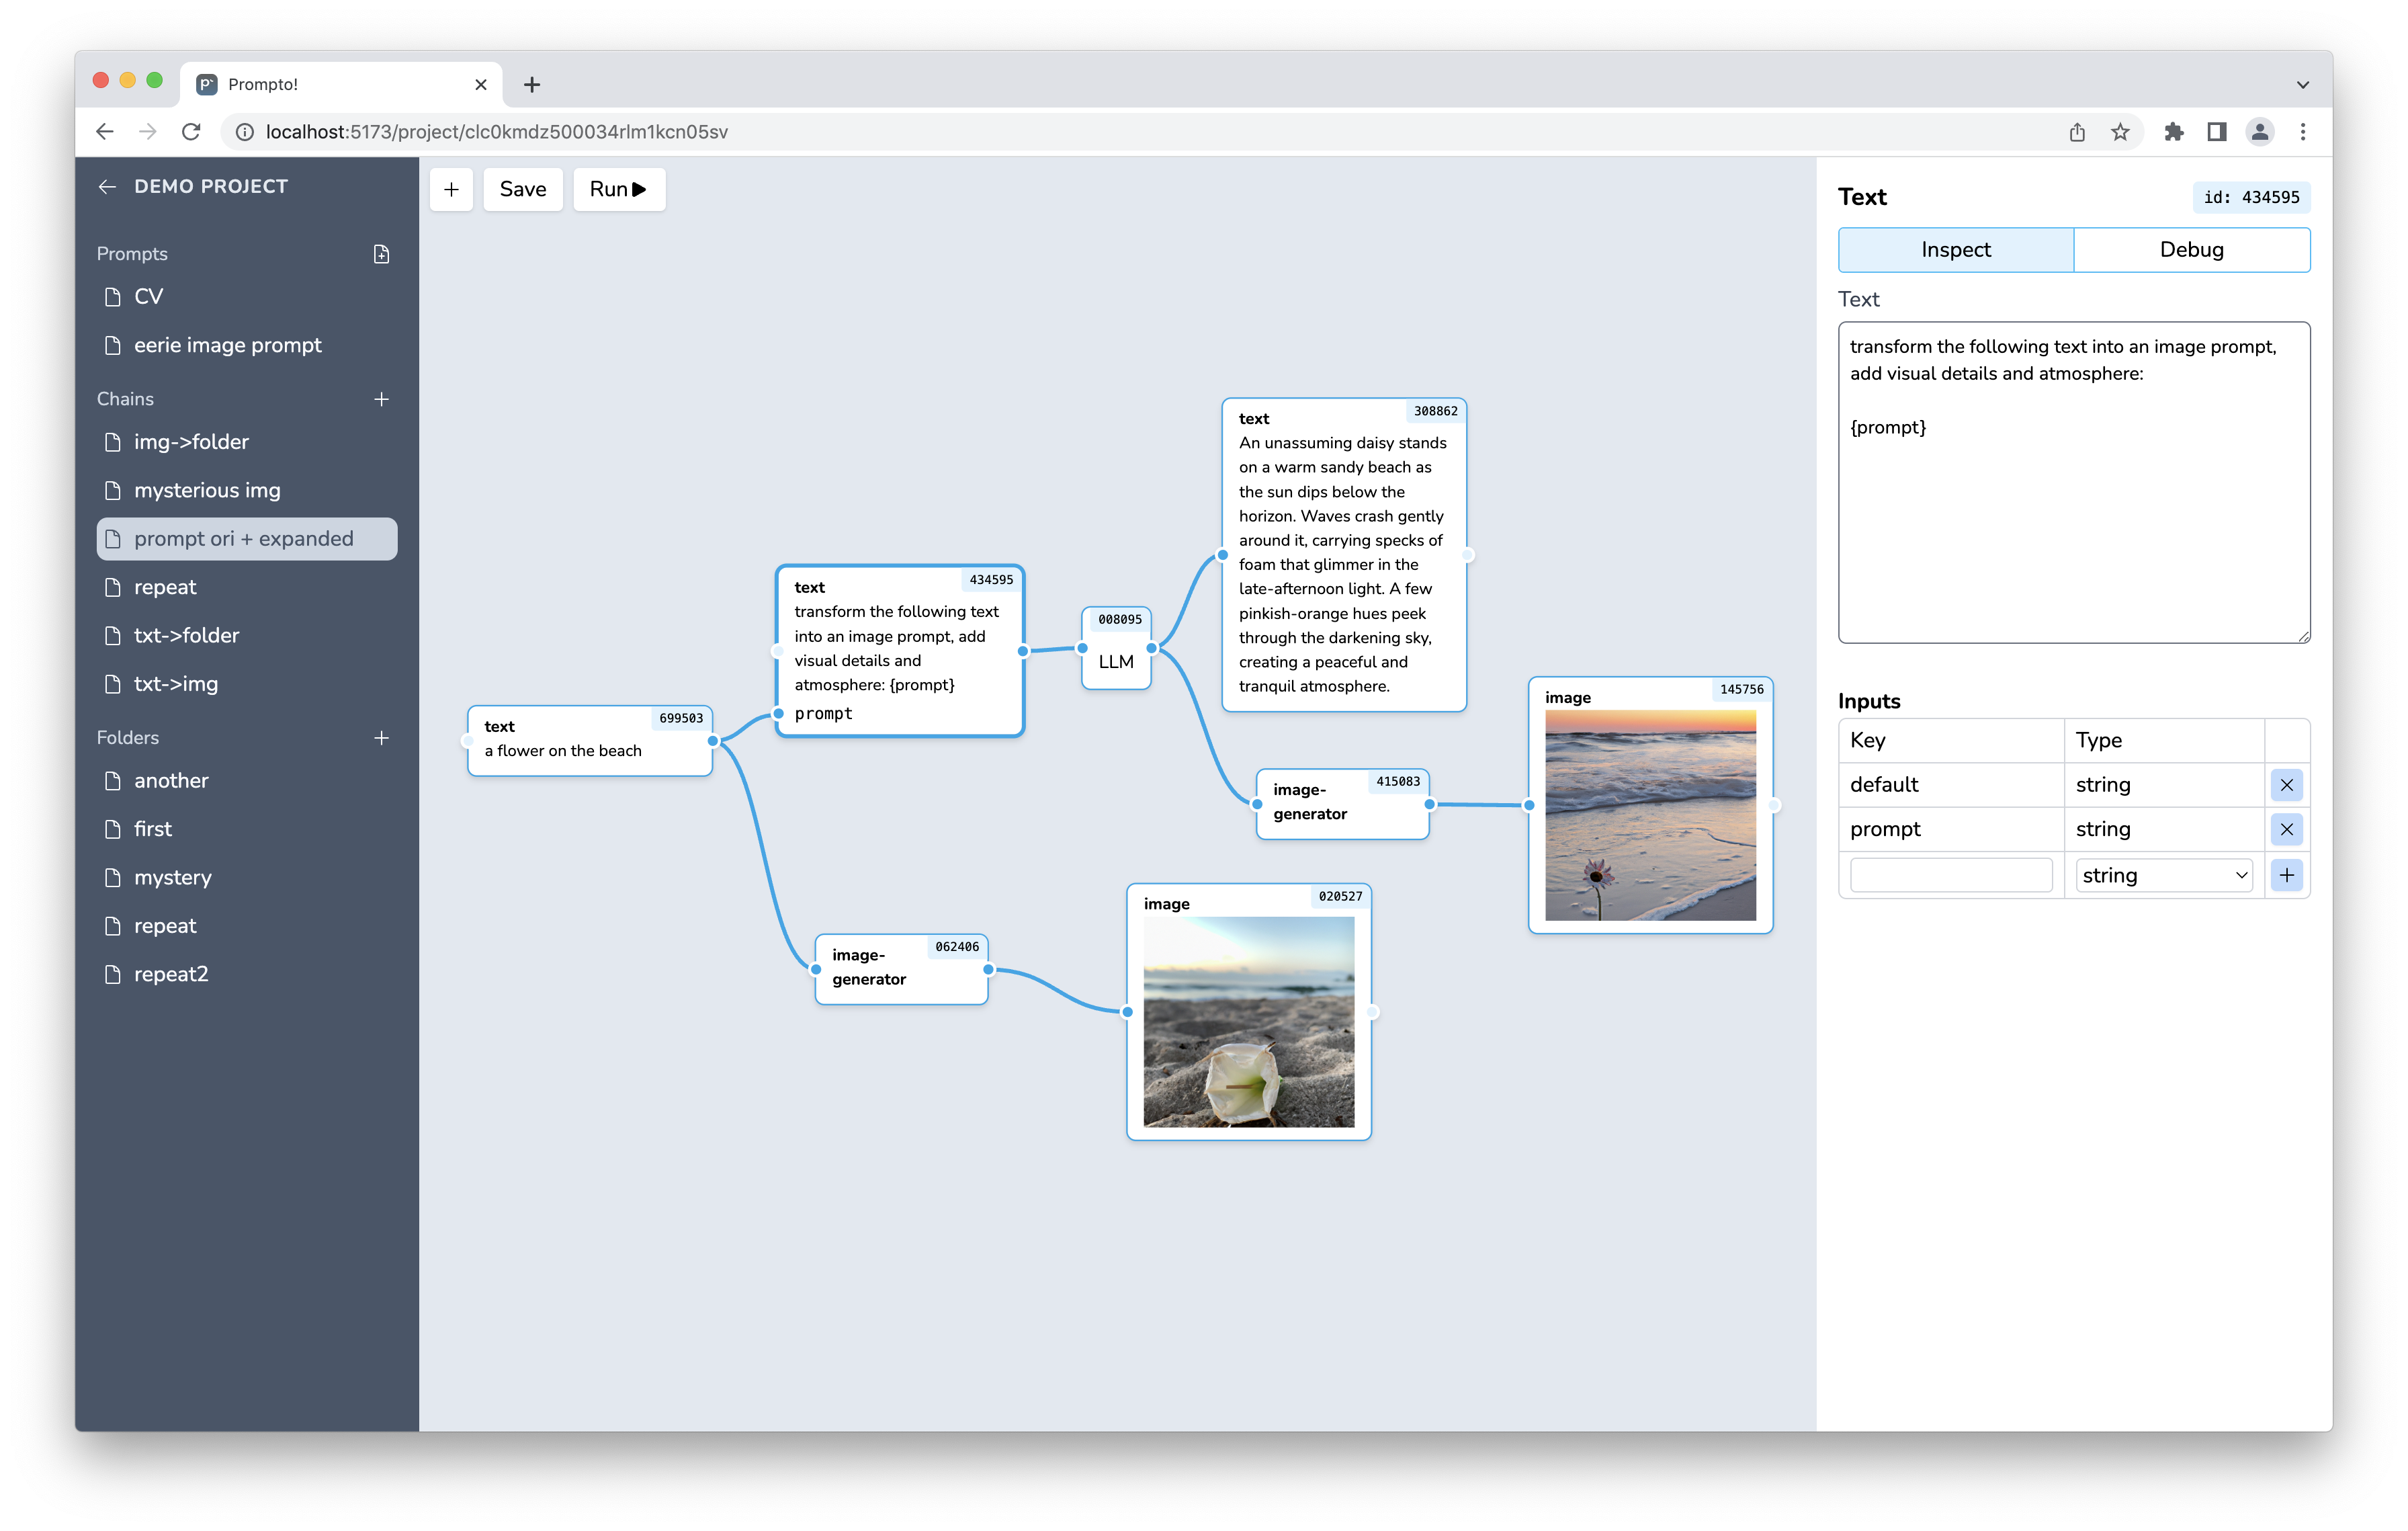 Prompto!
localhost:5173/project/clc0kmdz500034rlm1kcn05sv
DEMO PROJECT
Prompts
CV
eerie image prompt
Chains
img->folder
mysterious img
prompt ori + expanded
repeat
txt->folder
txt->img
Folders
another
first
mystery
repeat
repeat2
+ Save Run
text 699503
a flower on the beach
text 434595
transform the following text
into an image prompt, add
visual details and
atmosphere: {prompt}
prompt
008095
LLM
text 308862
An unassuming daisy stands
on a warm sandy beach as
the sun dips below the
horizon. Waves crash gently
around it, carrying specks of
foam that glimmer in the
late-afternoon light. A few
pinkish-orange hues peek
through the darkening sky,
creating a peaceful and
tranquil atmosphere.
image- 415083
generator
image 145756
image- 062406
generator
image 020527
Text id: 434595
Inspect Debug
Text
transform the following text into an image prompt,
add visual details and atmosphere:
{prompt}
Inputs
Key Type
default string
prompt string
string